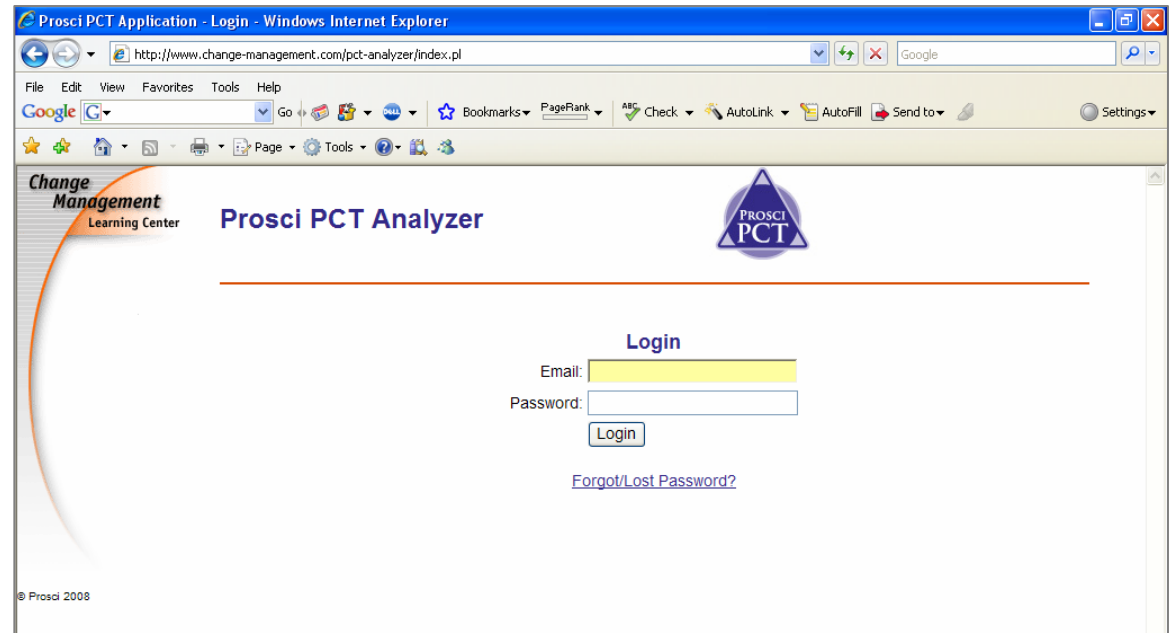 Prosci PCT Application - Login - Windows Internet Explorer
http://www.change-management.com/pct-analyzer/index.pl Google
File Edit View Favorites Tools Help
Google G Go Bookmarks PageRank ABC Check AutoLink AutoFill Send to Settings
Page Tools
Change
Management
Learning Center
Prosci PCT Analyzer
PROSCI
PCT
Login
Email:
Password:
Login
Forgot/Lost Password?
© Prosci 2008